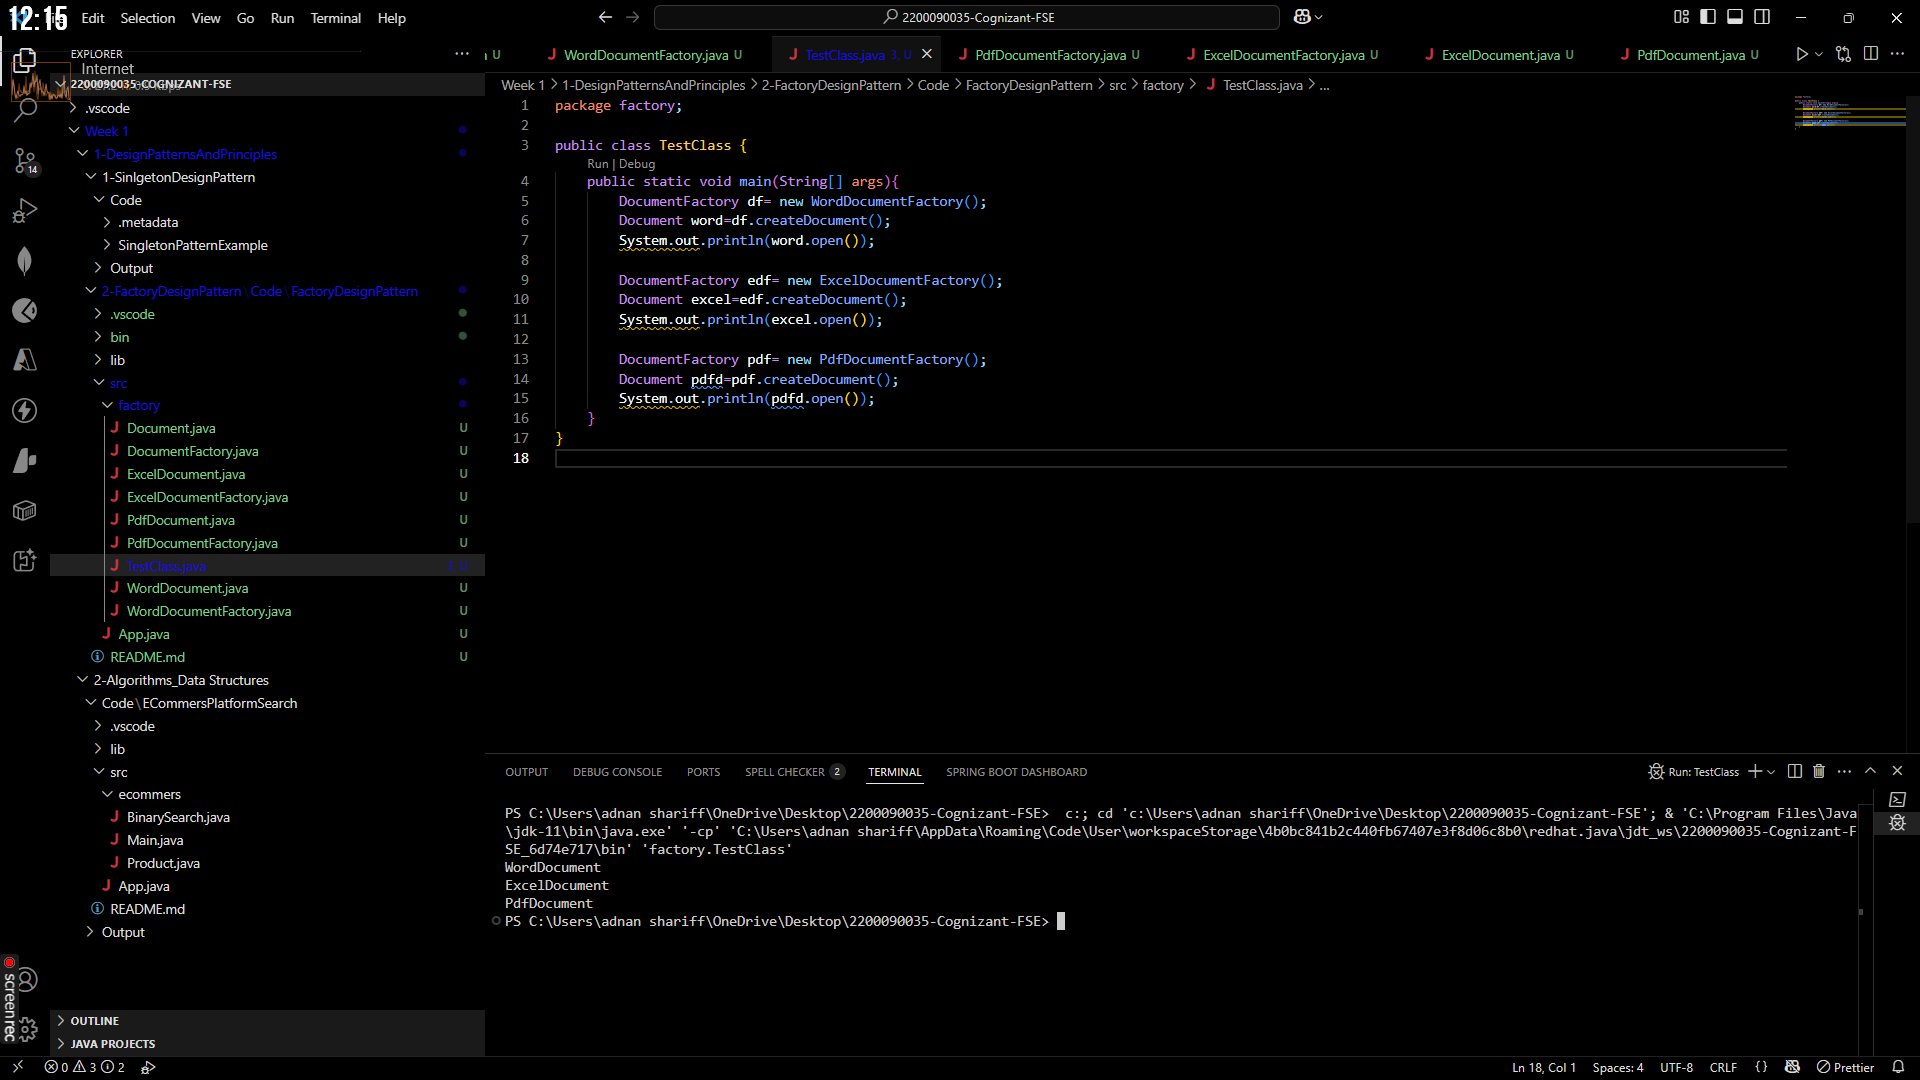 12:15
Edit Selection View Go Run Terminal Help
2200090035-Cognizant-FSE
EXPLORER
Internet
2200090035-COGNIZANT-FSE
.vscode
Week 1
1-DesignPatternsAndPrinciples
1-SinlgetonDesignPattern
Code
.metadata
SingletonPatternExample
Output
2-FactoryDesignPattern\Code\FactoryDesignPattern
.vscode
bin
lib
src
factory
Document.java U
DocumentFactory.java U
ExcelDocument.java U
ExcelDocumentFactory.java U
PdfDocument.java U
PdfDocumentFactory.java U
TestClass.java 3, U
WordDocument.java U
WordDocumentFactory.java U
App.java U
README.md U
2-Algorithms_Data Structures
Code\ECommersPlatformSearch
.vscode
lib
src
ecommers
BinarySearch.java
Main.java
Product.java
App.java
README.md
Output
OUTLINE
JAVA PROJECTS
14
screenrec
U WordDocumentFactory.java U TestClass.java 3, U PdfDocumentFactory.java U ExcelDocumentFactory.java U ExcelDocument.java U PdfDocument.java U
Week 1 > 1-DesignPatternsAndPrinciples > 2-FactoryDesignPattern > Code > FactoryDesignPattern > src > factory > TestClass.java > ...
1 package factory;
2
3 public class TestClass {
Run | Debug
4 public static void main(String[] args){
5 DocumentFactory df= new WordDocumentFactory();
6 Document word=df.createDocument();
7 System.out.println(word.open());
8
9 DocumentFactory edf= new ExcelDocumentFactory();
10 Document excel=edf.createDocument();
11 System.out.println(excel.open());
12
13 DocumentFactory pdf= new PdfDocumentFactory();
14 Document pdfd=pdf.createDocument();
15 System.out.println(pdfd.open());
16 }
17 }
18
OUTPUT DEBUG CONSOLE PORTS SPELL CHECKER 2 TERMINAL SPRING BOOT DASHBOARD
Run: TestClass
PS C:\Users\adnan shariff\OneDrive\Desktop\2200090035-Cognizant-FSE> c:; cd 'c:\Users\adnan shariff\OneDrive\Desktop\2200090035-Cognizant-FSE'; & 'C:\Program Files\Java
\jdk-11\bin\java.exe' '-cp' 'C:\Users\adnan shariff\AppData\Roaming\Code\User\workspaceStorage\4b0bc841b2c440fb67407e3f8d06c8b0\redhat.java\jdt_ws\2200090035-Cognizant-F
SE_6d74e717\bin' 'factory.TestClass'
WordDocument
ExcelDocument
PdfDocument
PS C:\Users\adnan shariff\OneDrive\Desktop\2200090035-Cognizant-FSE>
0 3 2
Ln 18, Col 1 Spaces: 4 UTF-8 CRLF {} Prettier